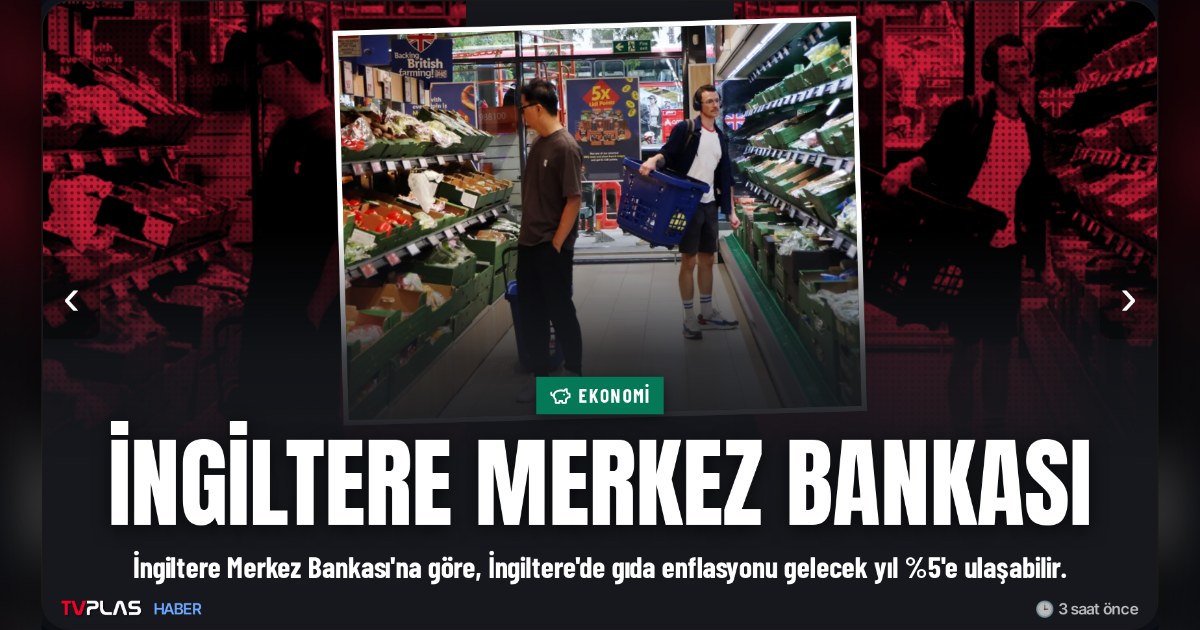 Backing
British
farming!
5x
EKONOMİ
İNGİLTERE MERKEZ BANKASI
İngiltere Merkez Bankası'na göre, İngiltere'de gıda enflasyonu gelecek yıl %5'e ulaşabilir.
TVPLAS HABER
3 saat önce